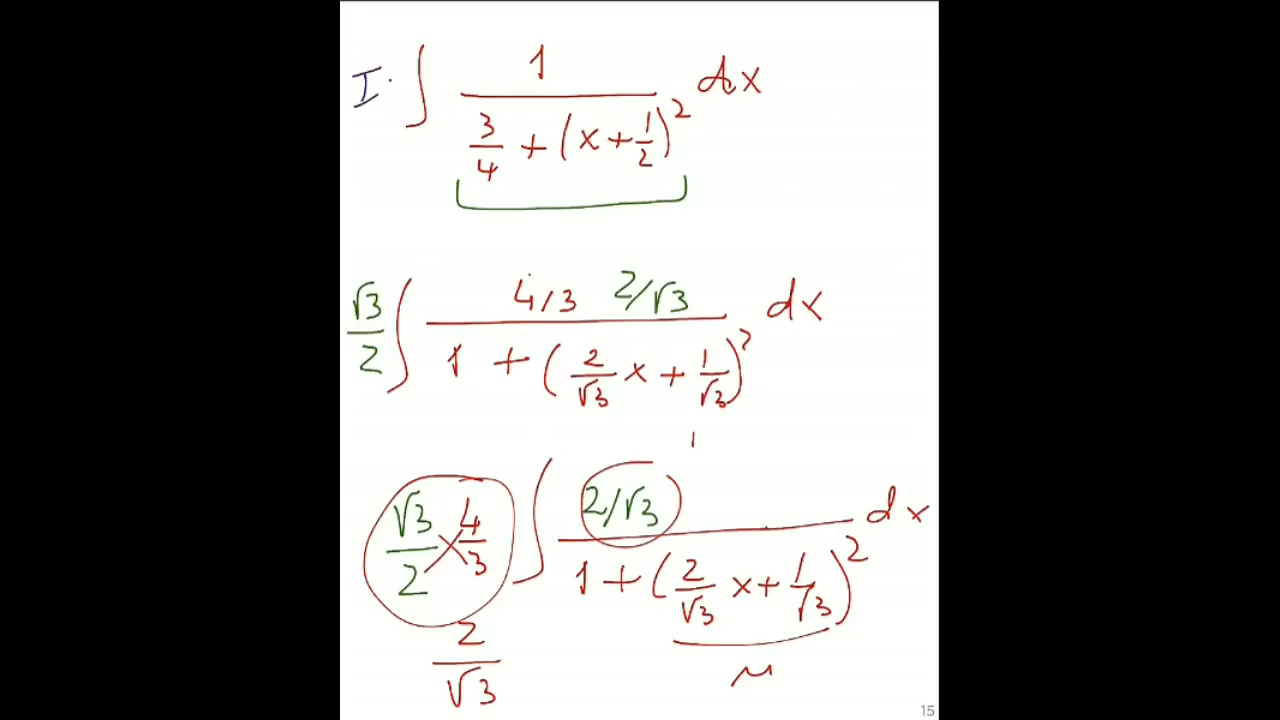 I. ∫ 1 / (3/4 + (x + 1/2)²) dx
√3/2 ∫ (4/3 2/√3) / (1 + (2/√3 x + 1/√3)²) dx
√3/2 × 4/3 ∫ (2/√3) / (1 + (2/√3 x + 1/√3)²) dx
2/√3 μ
15